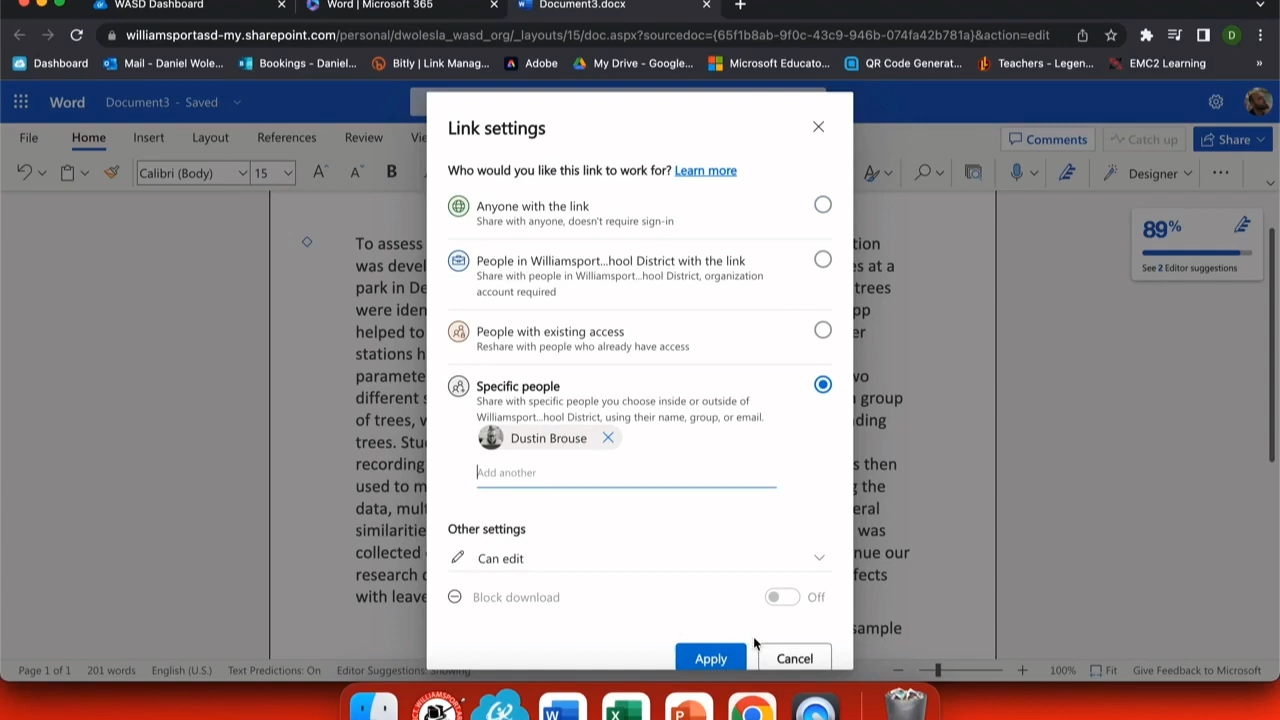 WASD Dashboard
Word | Microsoft 365
Document3.docx
williamsportasd-my.sharepoint.com/personal/dwolesla_wasd_org/_layouts/15/doc.aspx?sourcedoc={65f1b8ab-9f0c-43c9-946b-074fa42b781a}&action=edit
D
Dashboard
Mail - Daniel Wole...
Bookings - Daniel...
Bitly | Link Manag...
Adobe
My Drive - Google...
Microsoft Educato...
QR Code Generat...
Teachers - Legen...
EMC2 Learning
»
Word
Document3 - Saved
File
Home
Insert
Layout
References
Review
Comments
Catch up
Share
Calibri (Body)
15
B
Designer
Link settings
Who would you like this link to work for? Learn more
Anyone with the link
Share with anyone, doesn't require sign-in
People in Williamsport...hool District with the link
Share with people in Williamsport...hool District, organization
account required
People with existing access
Reshare with people who already have access
Specific people
Share with specific people you choose inside or outside of
Williamsport...hool District, using their name, group, or email.
Dustin Brouse
Add another
Other settings
Can edit
Block download
Off
Apply
Cancel
To assess
was devel
park in De
were iden
helped to
stations h
paramete
different s
of trees, w
trees. Stu
recording
used to m
data, mult
similaritie
collected
research
with leave
tion
es at a
trees
pp
er
vo
group
ding
s then
g the
eral
was
nue our
fects
sample
89%
See 2 Editor suggestions
Page 1 of 1
201 words
English (U.S.)
Text Predictions: On
Editor Suggestions: Showing
100%
Fit
Give Feedback to Microsoft
W
X
P